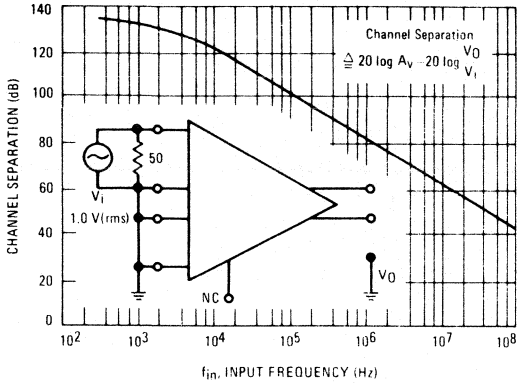 140
120
100
80
60
40
20
0
CHANNEL SEPARATION (dB)
Channel Separation
≜ 20 log Av – 20 log VO
Vi
50
Vi
1.0 V(rms)
NC
VO
10² 10³ 10⁴ 10⁵ 10⁶ 10⁷ 10⁸
fin, INPUT FREQUENCY (Hz)